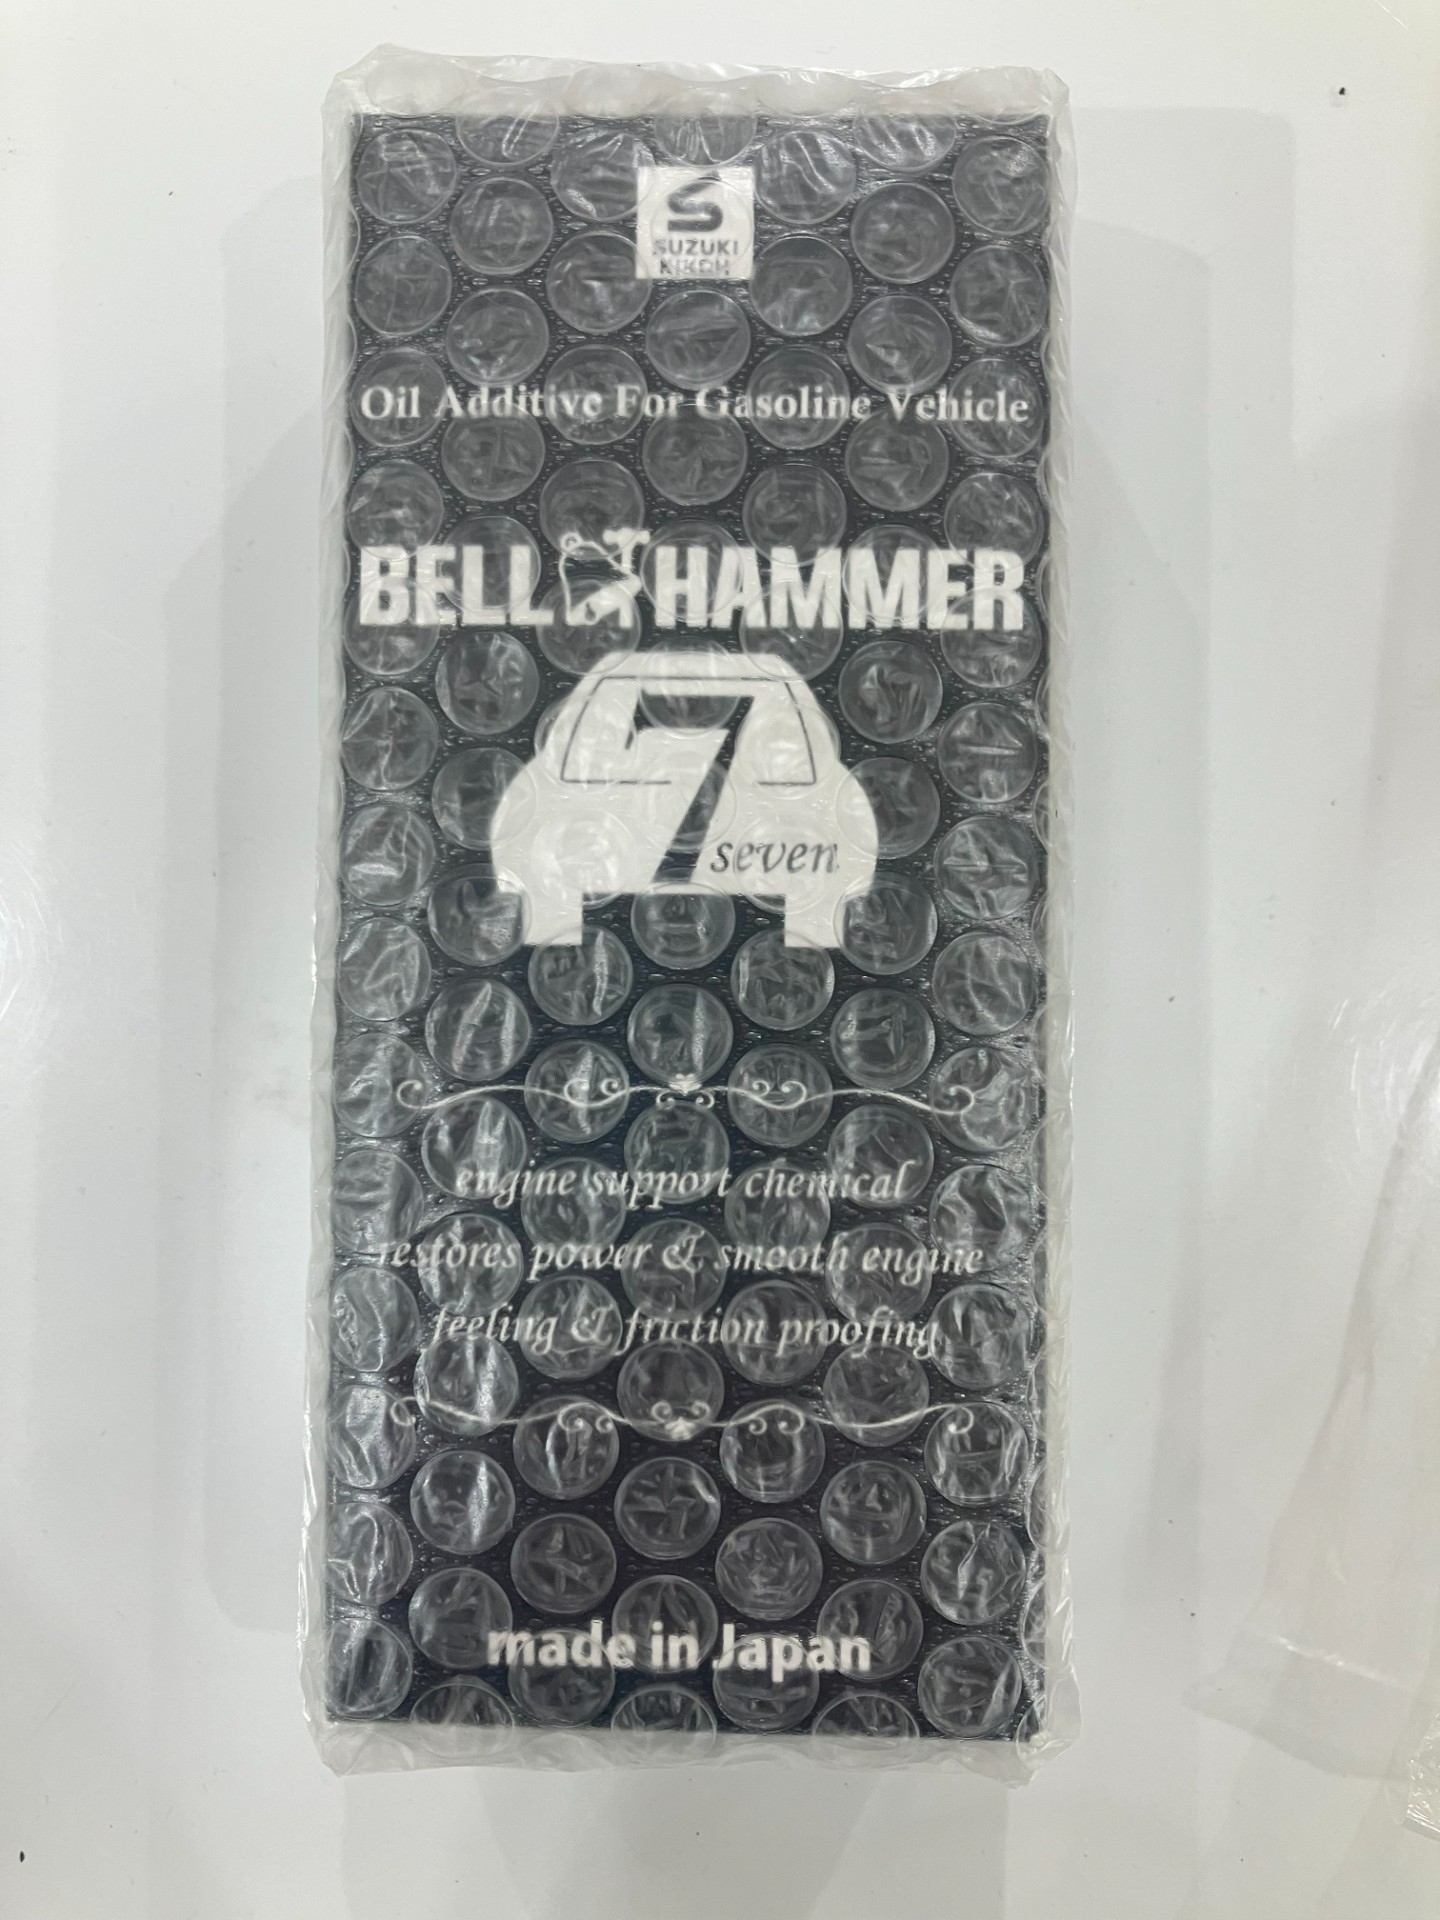 S
SUZUKI
KIKOH
Oil Additive For Gasoline Vehicle
BELL HAMMER
7
seven
engine support chemical
restores power & smooth engine
feeling & friction proofing
made in Japan